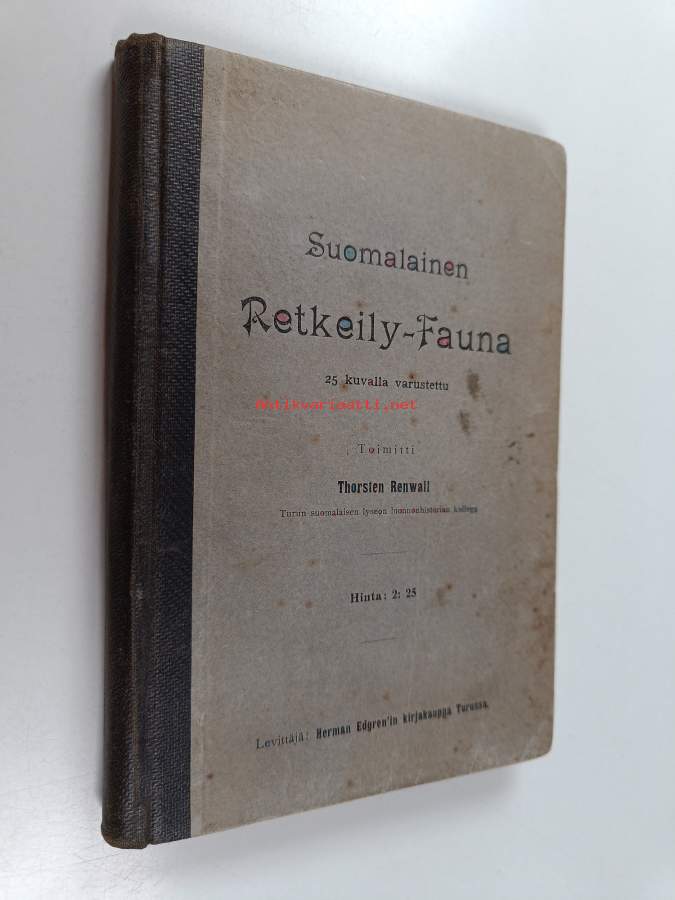 Suomalainen
Retkeily-Fauna
25 kuvalla varustettu
antikvariaatti.net
Toimitti
Thorsten Renwall
Turun suomalaisen lyseon luonnonhistorian kollega
Hinta: 2: 25
Levittäjä: Herman Edgren'in kirjakauppa Turussa.